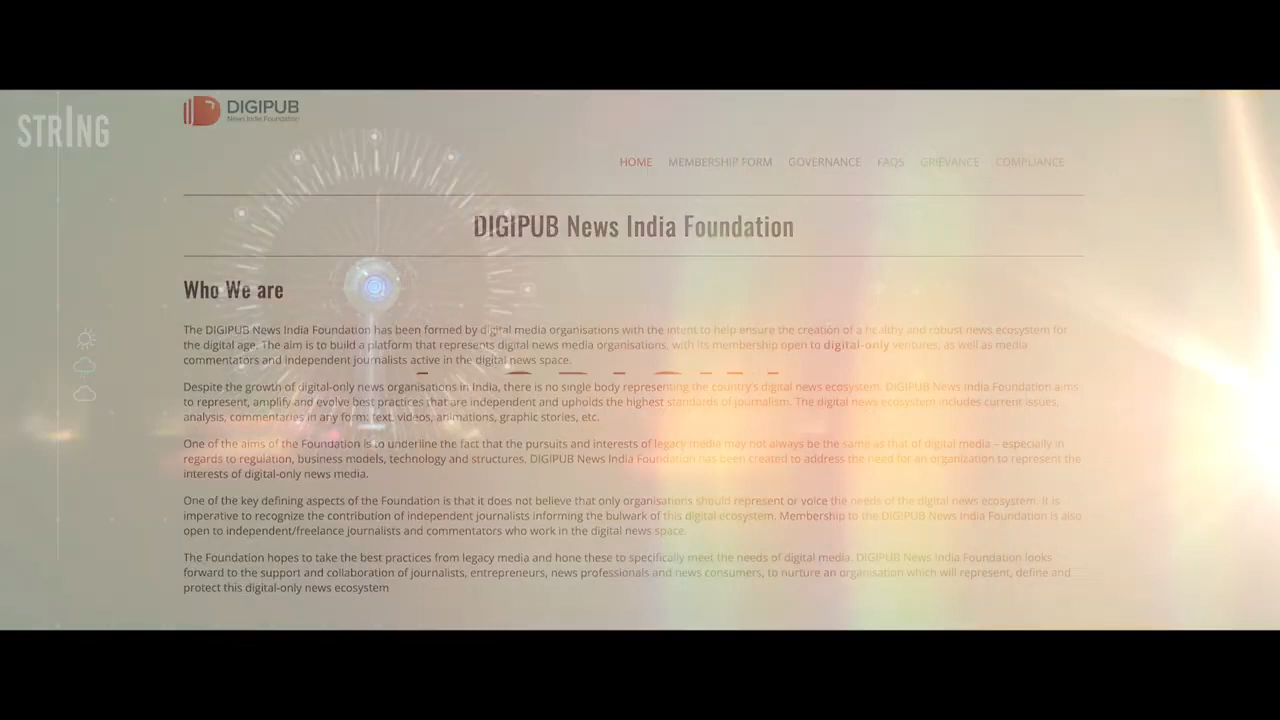 STRING
DIGIPUB
News India Foundation
HOME MEMBERSHIP FORM GOVERNANCE FAQS GRIEVANCE COMPLIANCE
DIGIPUB News India Foundation
Who We are
The DIGIPUB News India Foundation has been formed by digital media organisations with the intent to help ensure the creation of a healthy and robust news ecosystem for
the digital age. The aim is to build a platform that represents digital news media organisations, with its membership open to digital-only ventures, as well as media
commentators and independent journalists active in the digital news space.
Despite the growth of digital-only news organisations in India, there is no single body representing the country's digital news ecosystem. DIGIPUB News India Foundation aims
to represent, amplify and evolve best practices that are independent and upholds the highest standards of journalism. The digital news ecosystem includes current issues,
analysis, commentaries in any form: text, videos, animations, graphic stories, etc.
One of the aims of the Foundation is to underline the fact that the pursuits and interests of legacy media may not always be the same as that of digital media – especially in
regards to regulation, business models, technology and structures. DIGIPUB News India Foundation has been created to address the need for an organization to represent the
interests of digital-only news media.
One of the key defining aspects of the Foundation is that it does not believe that only organisations should represent or voice the needs of the digital news ecosystem. It is
imperative to recognize the contribution of independent journalists informing the bulwark of this digital ecosystem. Membership to the DIGIPUB News India Foundation is also
open to independent/freelance journalists and commentators who work in the digital news space.
The Foundation hopes to take the best practices from legacy media and hone these to specifically meet the needs of digital media. DIGIPUB News India Foundation looks
forward to the support and collaboration of journalists, entrepreneurs, news professionals and news consumers, to nurture an organisation which will represent, define and
protect this digital-only news ecosystem